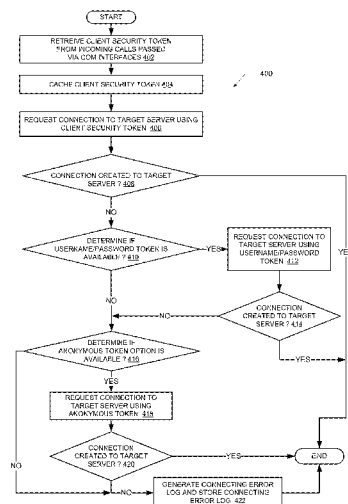 START
RETREIVE CLIENT SECURITY TOKEN
FROM INCOMING CALLS PASSED
VIA COM INTERFACES 402
400
CACHE CLIENT SECURITY TOKEN 404
REQUEST CONNECTION TO TARGET SERVER USING
CLIENT SECURITY TOKEN 406
CONNECTION CREATED TO TARGET
SERVER ? 408
NO
YE
DETERMINE IF
USERNAME/PASSWORD TOKEN IS
AVAILABLE ? 410
YES
REQUEST CONNECTION TO
TARGET SERVER USING
USERNAME/PASSWORD
TOKEN 412
NO
CONNECTION
CREATED TO TARGET
SERVER ? 414
NO
YES
DETERMINE IF
ANONYMOUS TOKEN OPTION IS
AVAILABLE ? 416
YES
REQUEST CONNECTION TO
TARGET SERVER USING
ANONYMOUS TOKEN 418
CONNECTION
CREATED TO TARGET
SERVER ? 420
YES
END
NO
NO
GENERATE CONNECTING ERROR
LOG AND STORE CONNECTING
ERROR LOG 422